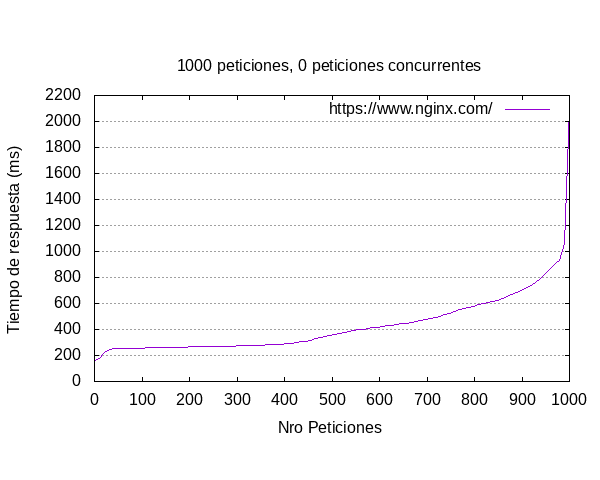 1000 peticiones, 0 peticiones concurrentes
https://www.nginx.com/
2200
2000
1800
1600
1400
1200
1000
800
600
400
200
0
Tiempo de respuesta (ms)
0 100 200 300 400 500 600 700 800 900 1000
Nro Peticiones